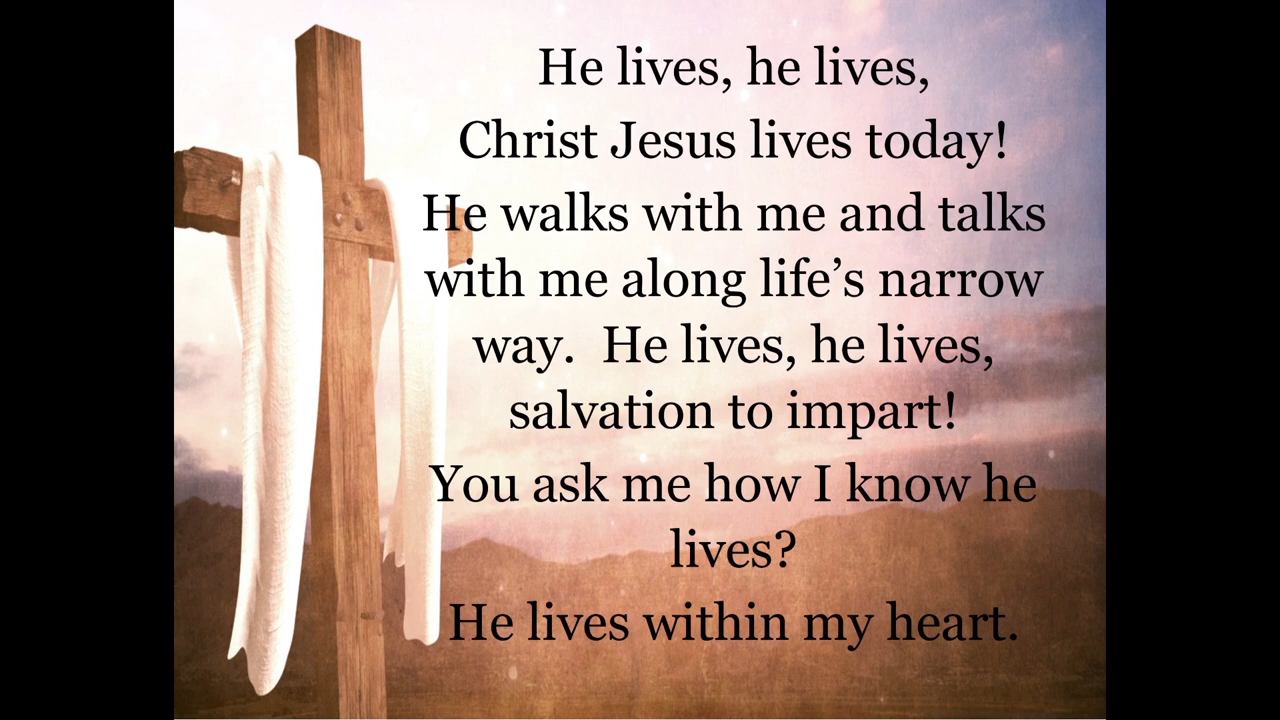 He lives, he lives,
Christ Jesus lives today!
He walks with me and talks
with me along life’s narrow
way.  He lives, he lives,
salvation to impart!
You ask me how I know he
lives?
He lives within my heart.